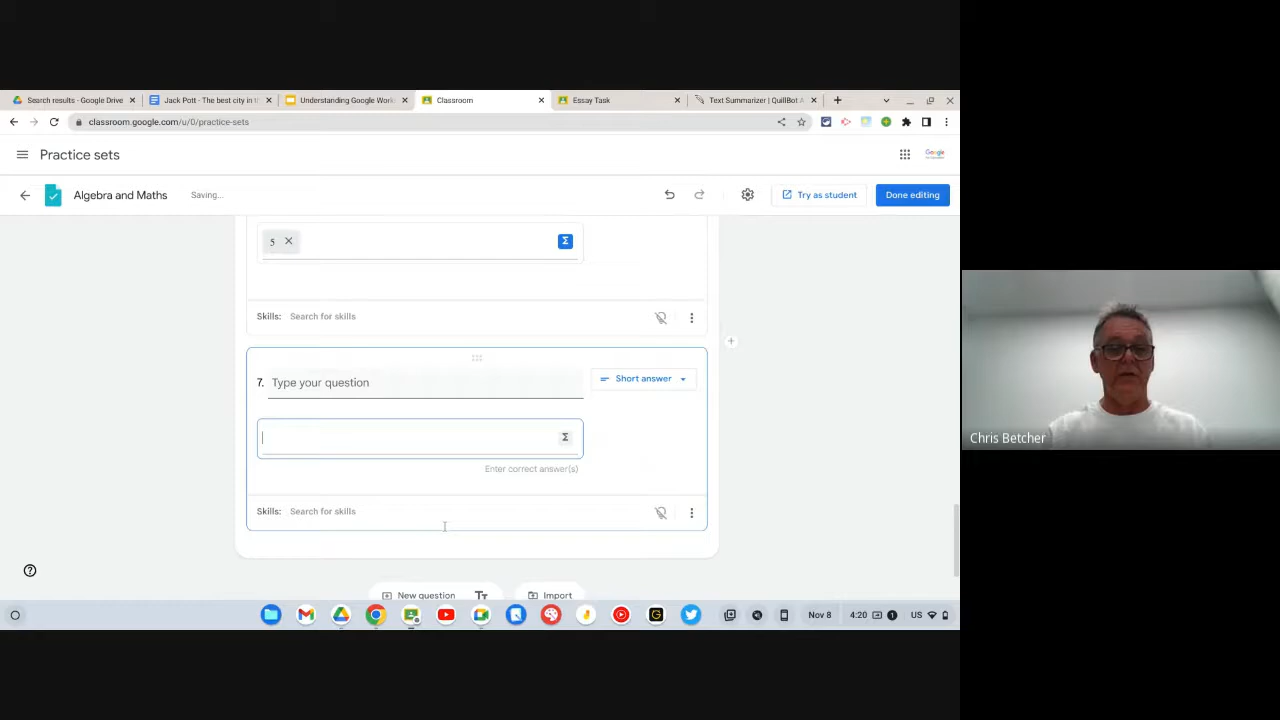 Search results - Google Drive
Jack Pott - The best city in t
Understanding Google Work
Classroom
Essay Task
Text Summarizer | QuillBot A
classroom.google.com/u/0/practice-sets
Practice sets
Google
Algebra and Maths
Saving...
Try as student
Done editing
5
Skills: Search for skills
7. Type your question
Short answer
Enter correct answer(s)
Skills: Search for skills
New question
Tт
Import
Nov 8
4:20
1
US
Chris Betcher